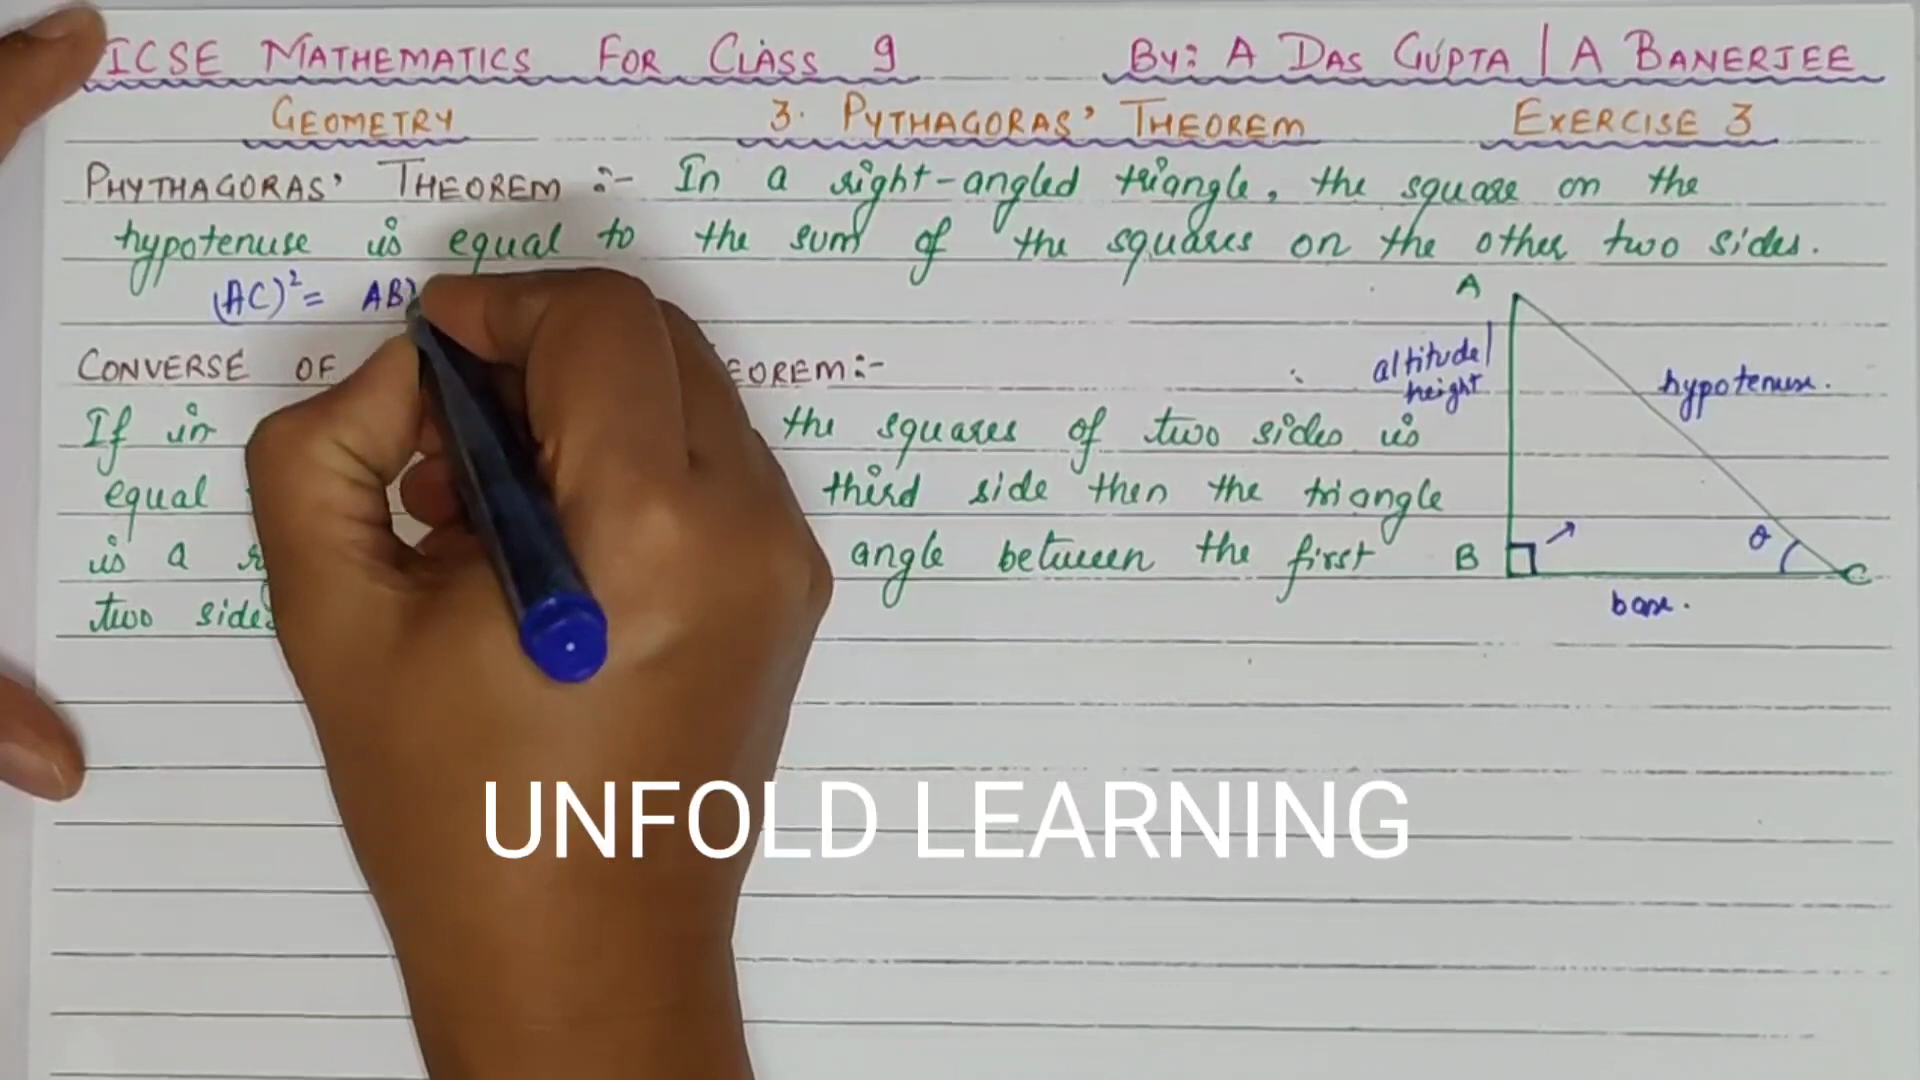 ICSE MATHEMATICS FOR CLASS 9 BY: A DAS GUPTA | A BANERJEE
GEOMETRY 3. PYTHAGORAS' THEOREM EXERCISE 3
PHYTHAGORAS' THEOREM :- In a right-angled triangle, the square on the
hypotenuse is equal to the sum of the squares on the other two sides.
(AC)² = AB)
A
CONVERSE OF EOREM:-
altitude/
height
hypotenuse.
If in the squares of two sides is
equal third side then the triangle
is a angle between the first
B θ C
two sides
base.
UNFOLD LEARNING